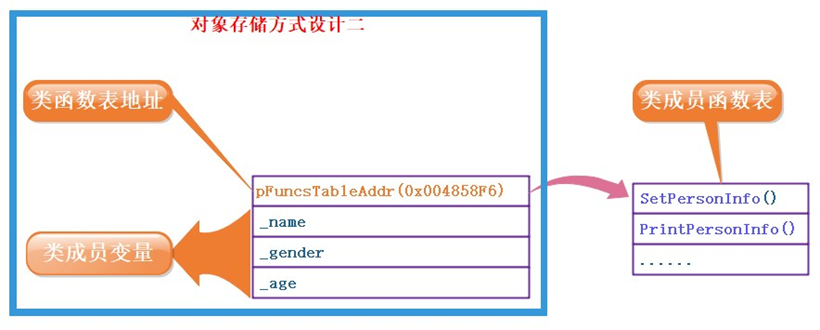 对象存储方式设计二
类函数表地址
类成员函数表
pFuncsTableAddr(0x004858F6)
SetPersonInfo()
_name
PrintPersonInfo()
类成员变量
_gender
......
_age